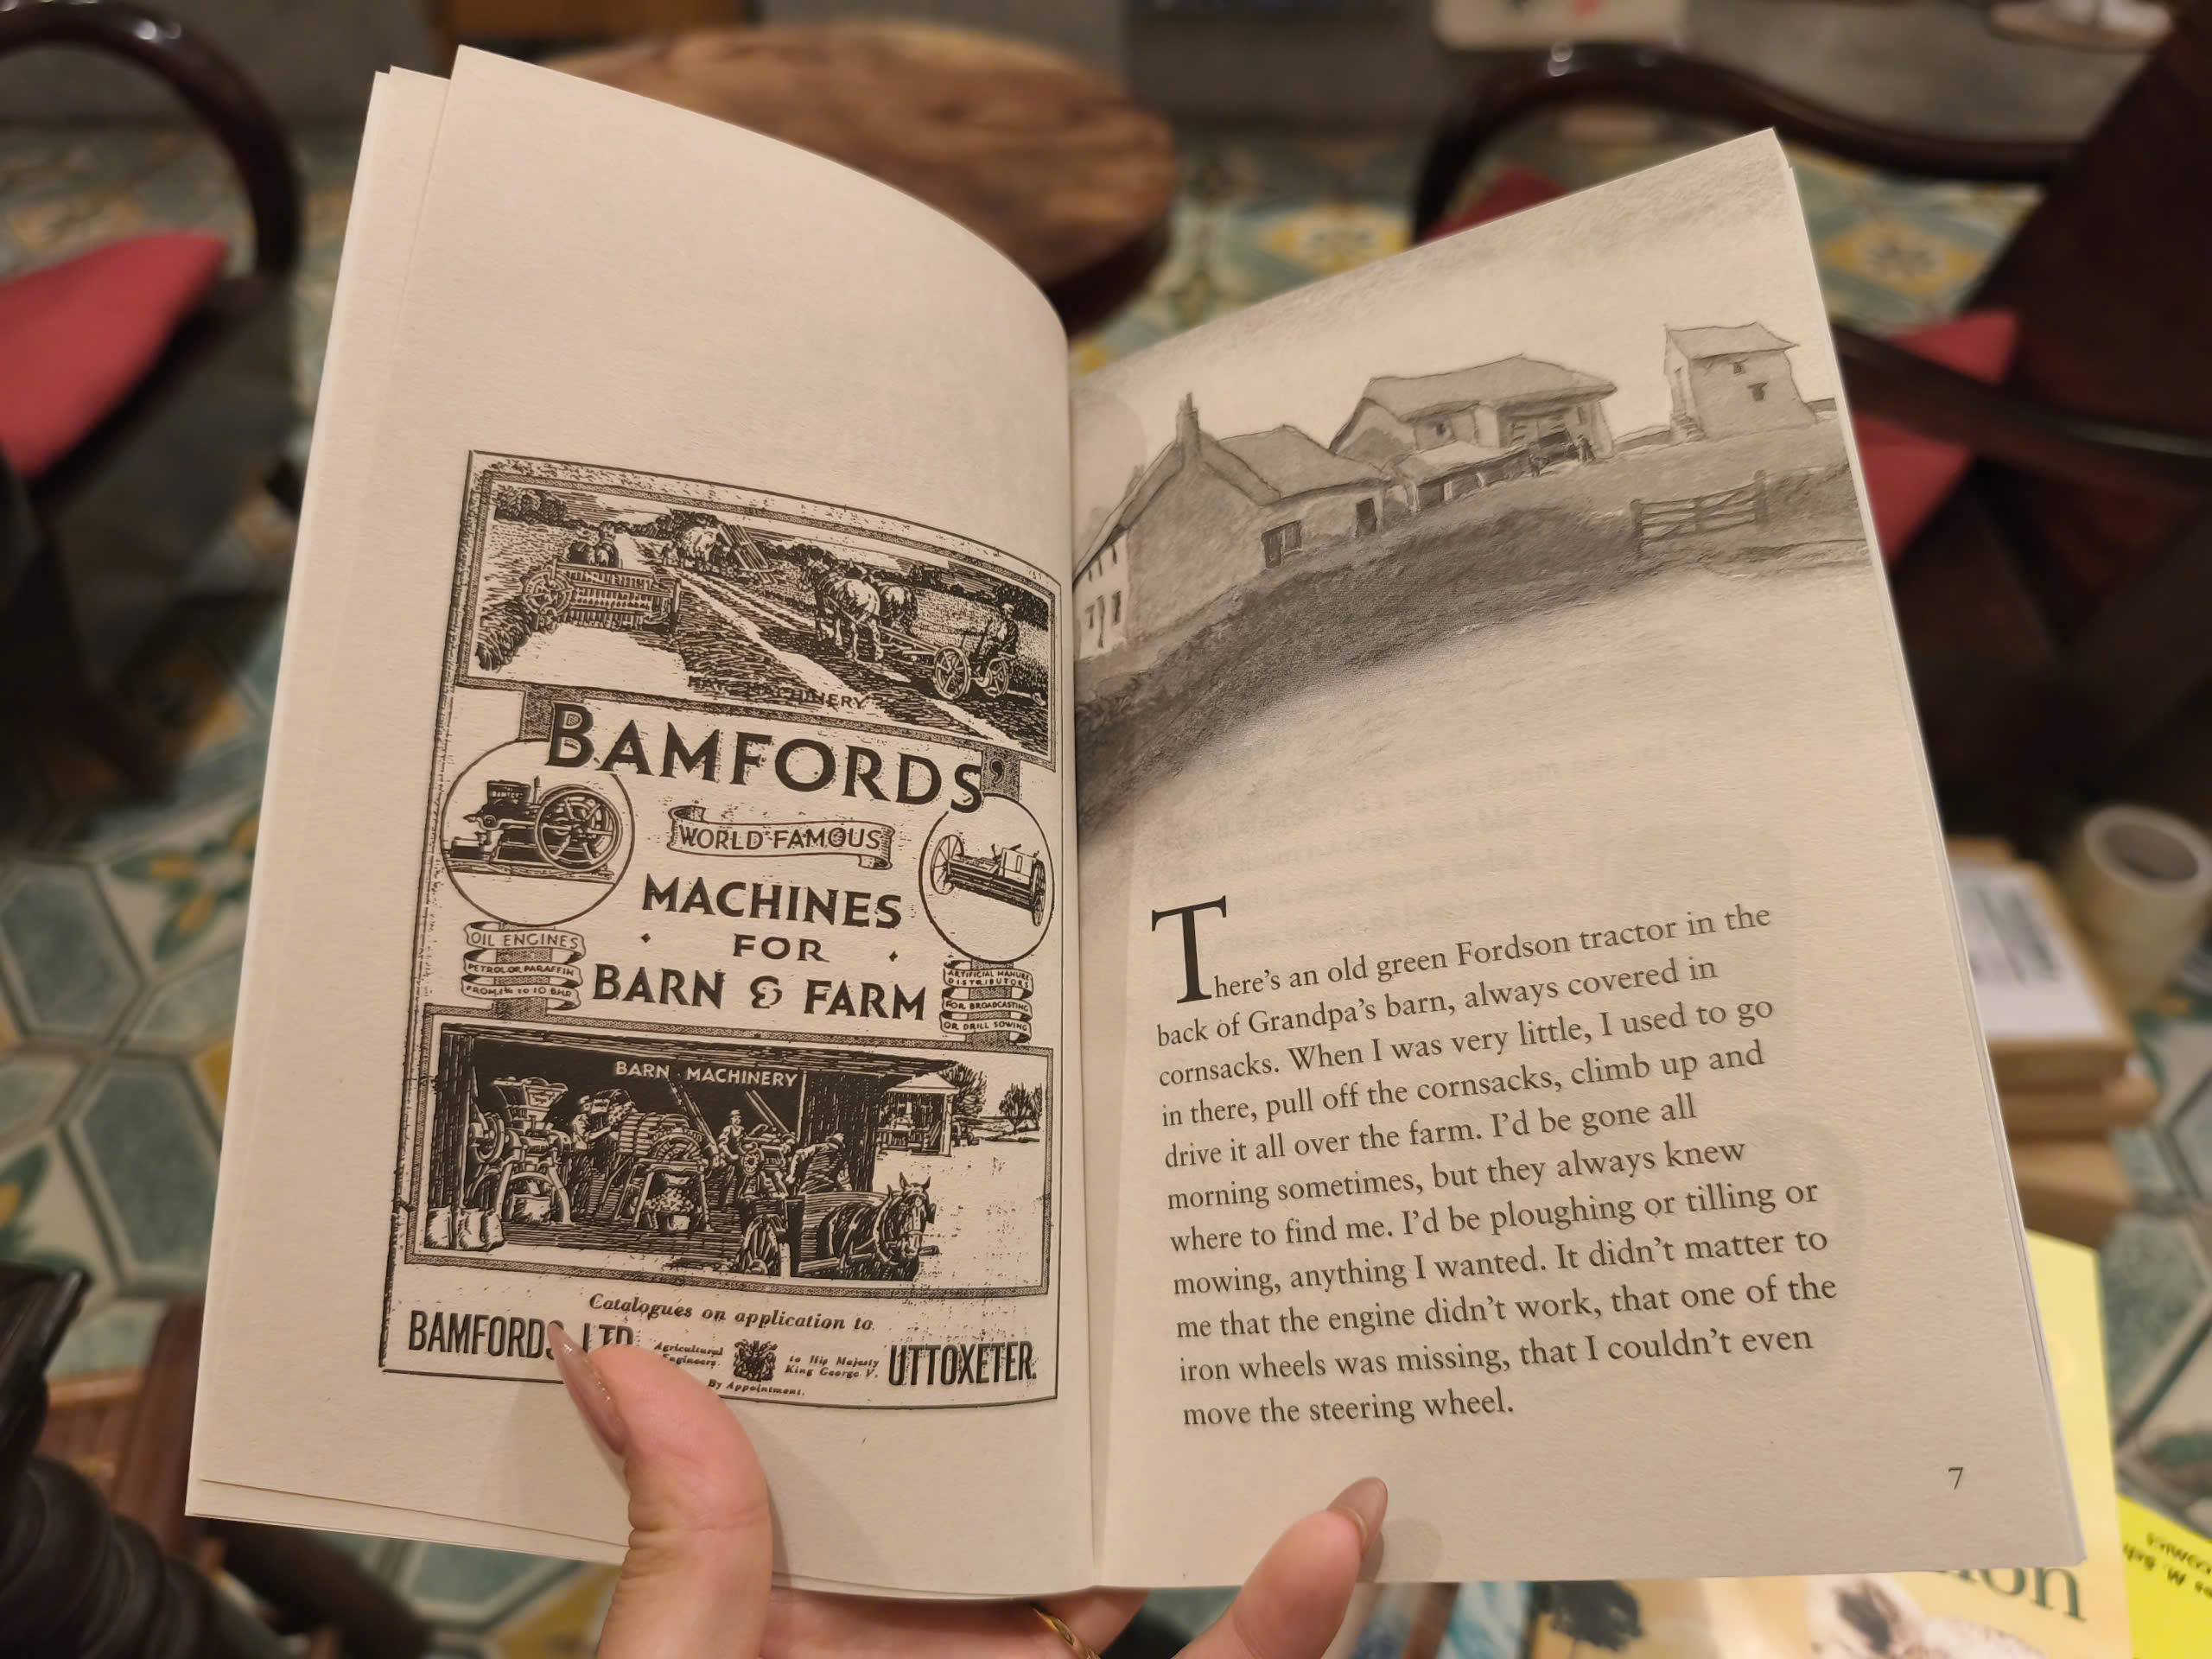 HAY MACHINERY
BAMFORDS'
WORLD FAMOUS
MACHINES
FOR
BARN & FARM
OIL ENGINES
PETROL OR PARAFFIN
ARTIFICIAL MANURE
DISTRIBUTORS
FOR BROADCASTING
OR DRILL SOWING
BARN MACHINERY
Catalogues on application to
BAMFORDS LTD
Agricultural
Engineers
to His Majesty
King George V.
By Appointment.
UTTOXETER.
There's an old green Fordson tractor in the
back of Grandpa's barn, always covered in
cornsacks. When I was very little, I used to go
in there, pull off the cornsacks, climb up and
drive it all over the farm. I'd be gone all
morning sometimes, but they always knew
where to find me. I'd be ploughing or tilling or
mowing, anything I wanted. It didn't matter to
me that the engine didn't work, that one of the
iron wheels was missing, that I couldn't even
move the steering wheel.
7